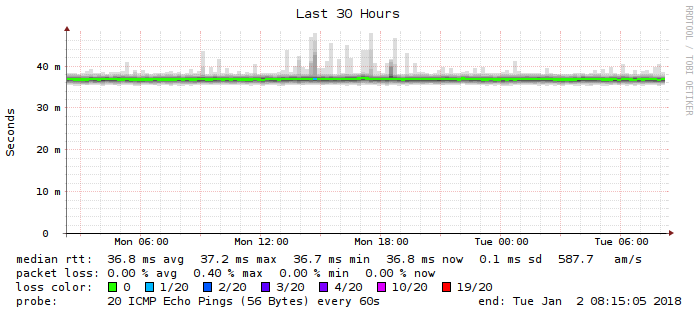 Last 30 Hours
RRDTOOL / TOBI OETIKER
Seconds
40 m
30 m
20 m
10 m
0
Mon 06:00 Mon 12:00 Mon 18:00 Tue 00:00 Tue 06:00
median rtt: 36.8 ms avg 37.2 ms max 36.7 ms min 36.8 ms now 0.1 ms sd 587.7 am/s
packet loss: 0.00 % avg 0.40 % max 0.00 % min 0.00 % now
loss color: 0 1/20 2/20 3/20 4/20 10/20 19/20
probe: 20 ICMP Echo Pings (56 Bytes) every 60s end: Tue Jan 2 08:15:05 2018